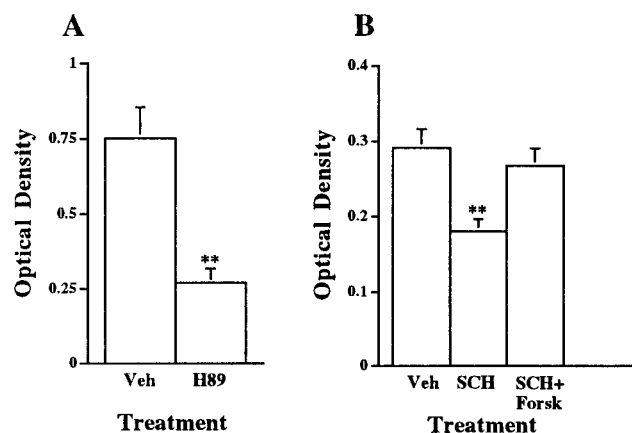 A
Optical Density
1
0.75
0.5
0.25
0
**
Veh H89
Treatment
B
Optical Density
0.4
0.3
0.2
0.1
0
**
Veh SCH SCH+
Forsk
Treatment